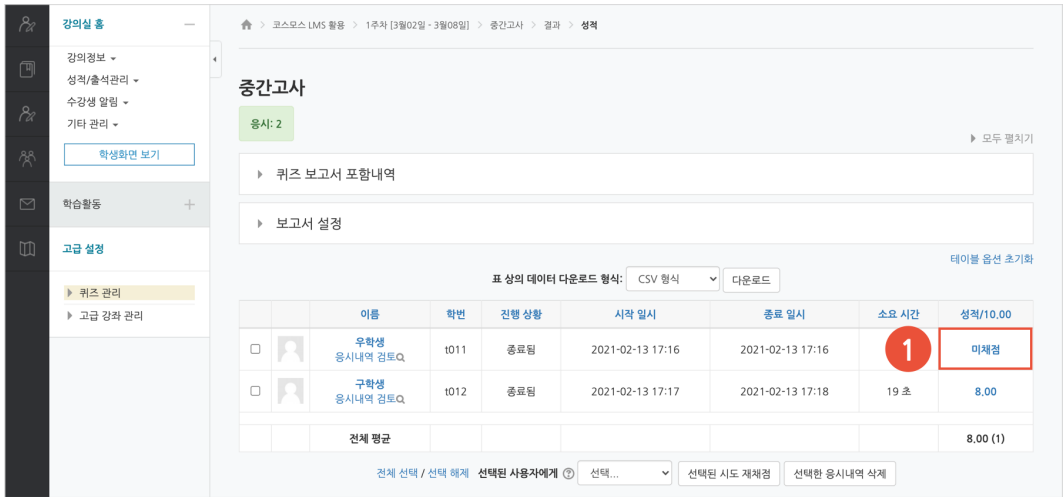 강의실 홈
강의정보
성적/출석관리
수강생 알림
기타 관리
학생화면 보기
학습활동
고급 설정
퀴즈 관리
고급 강좌 관리
코스모스 LMS 활용 > 1주차 [3월02일 - 3월08일] > 중간고사 > 결과 > 성적
중간고사
응시: 2
모두 펼치기
퀴즈 보고서 포함내역
보고서 설정
테이블 옵션 초기화
표 상의 데이터 다운로드 형식: CSV 형식 다운로드
이름 학번 진행 상황 시작 일시 종료 일시 소요 시간 성적/10.00
우학생 응시내역 검토 t011 종료됨 2021-02-13 17:16 2021-02-13 17:16 1 미채점
구학생 응시내역 검토 t012 종료됨 2021-02-13 17:17 2021-02-13 17:18 19 초 8.00
전체 평균 8.00 (1)
전체 선택 / 선택 해제 선택된 사용자에게 선택... 선택된 시도 재채점 선택한 응시내역 삭제